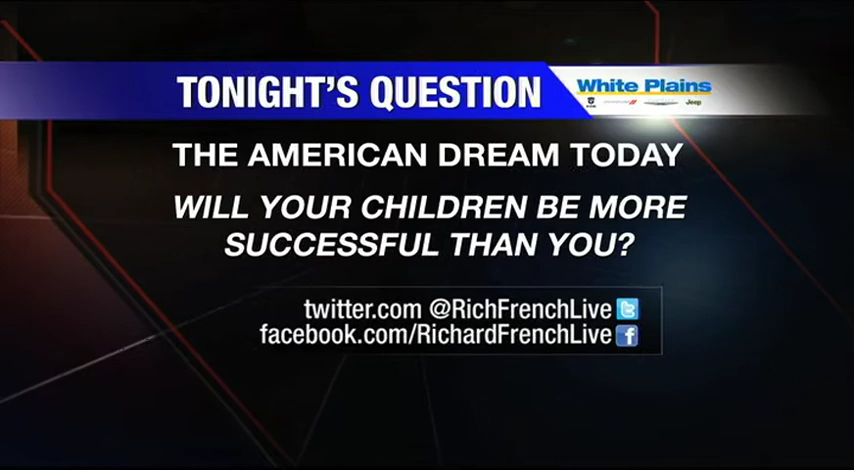 TONIGHT'S QUESTION
White Plains
Jeep
THE AMERICAN DREAM TODAY
WILL YOUR CHILDREN BE MORE
SUCCESSFUL THAN YOU?
twitter.com @RichFrenchLive
facebook.com/RichardFrenchLive